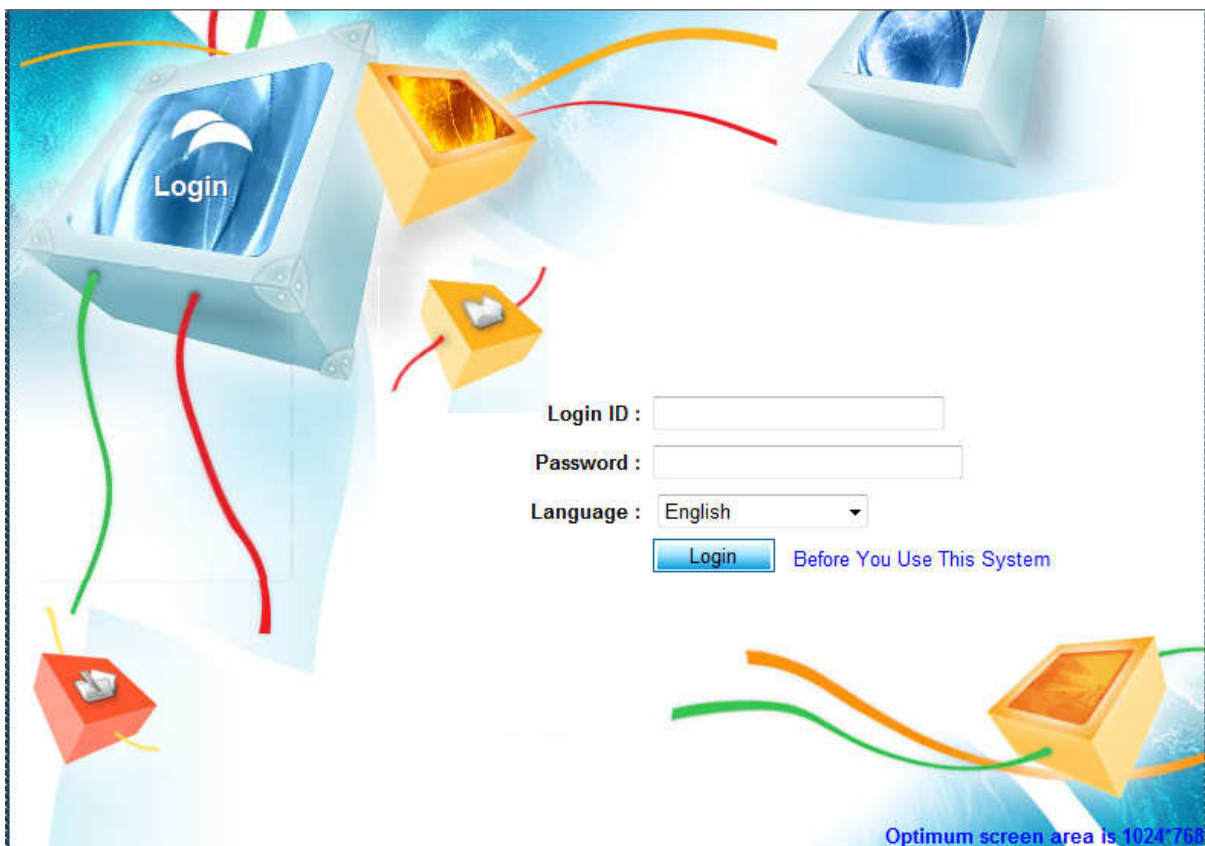 Login
Login ID :
Password :
Language : English
Login Before You Use This System
Optimum screen area is 1024*768